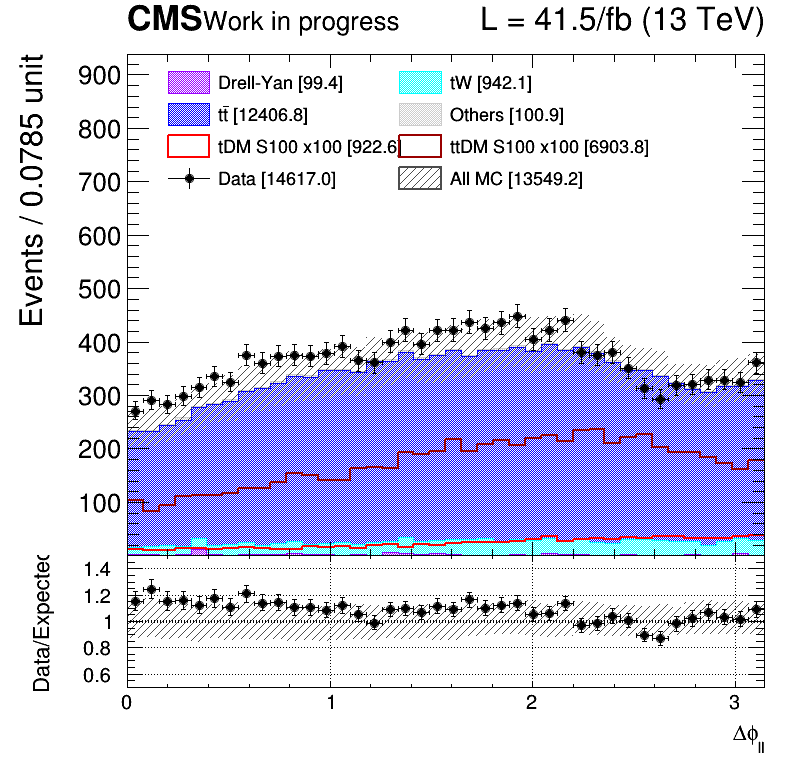 CMS Work in progress L = 41.5/fb (13 TeV)
Events / 0.0785 unit
900
800
700
600
500
400
300
200
100
Drell-Yan [99.4] tW [942.1]
tt̄ [12406.8] Others [100.9]
tDM S100 x100 [922.6] ttDM S100 x100 [6903.8]
Data [14617.0] All MC [13549.2]
Data/Expected
1.4
1.2
1
0.8
0.6
0 1 2 3
Δϕ_ll